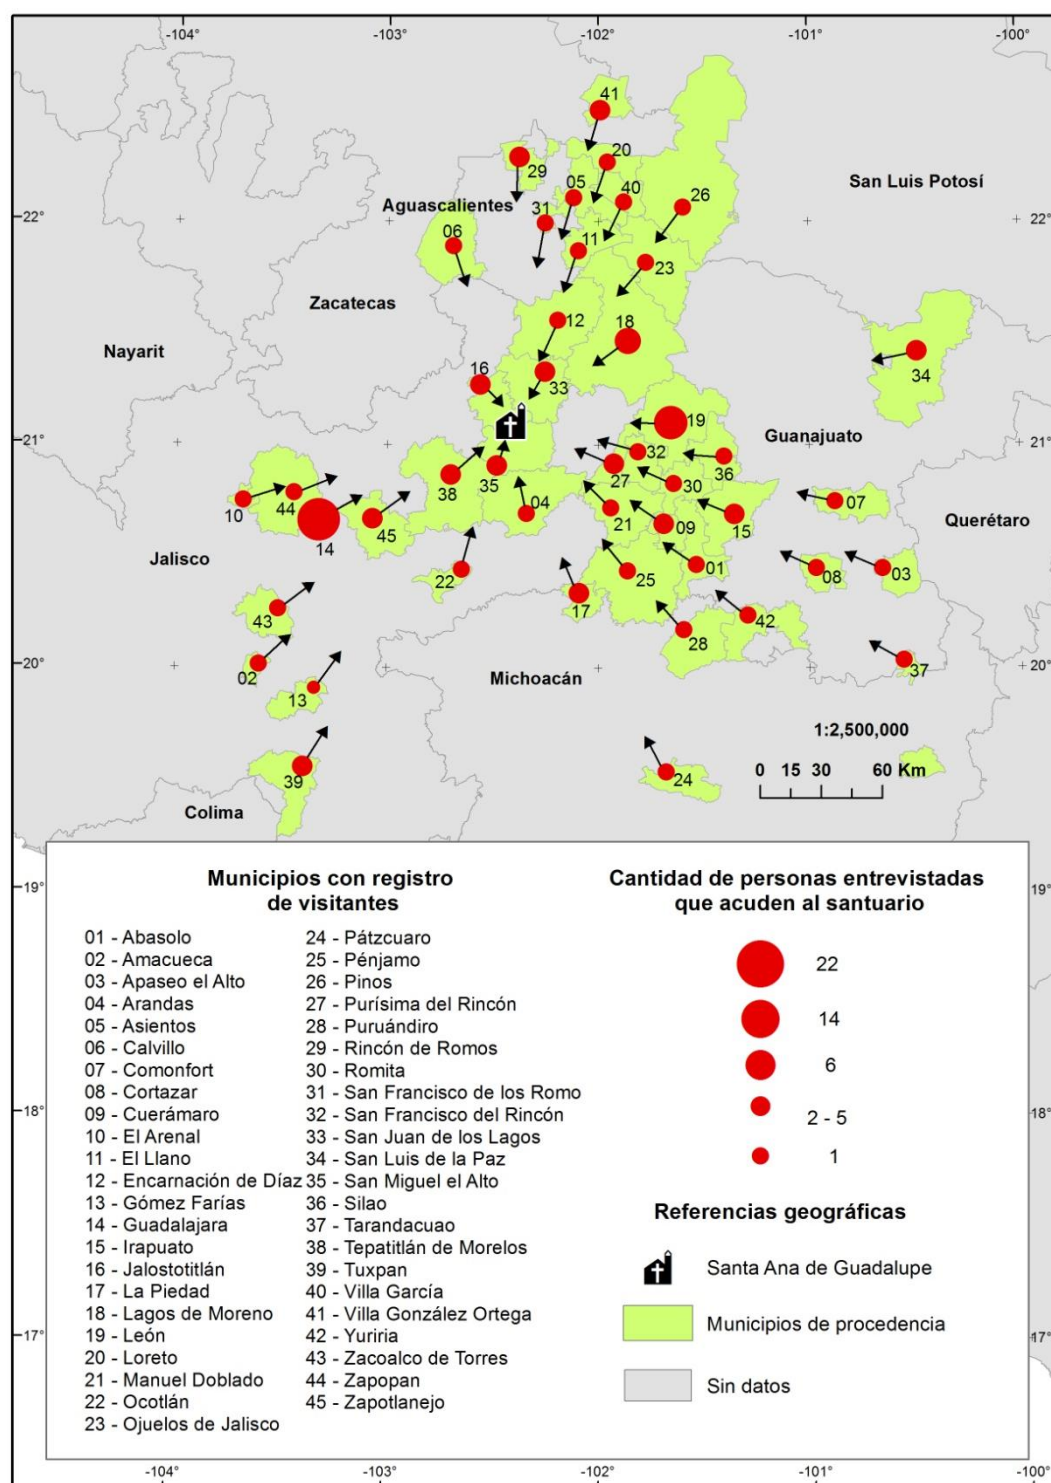 -104°
-103°
-102°
-101°
-100°
41
20
29
05
40
26
San Luis Potosí
Aguascalientes
31
22°
22°
06
11
23
Zacatecas
12
18
Nayarit
16
33
34
21°
19
Guanajuato
21°
32
27
36
38
35
30
10
44
04
07
14
45
21
09
15
Querétaro
Jalisco
22
25
01
08
03
43
17
42
28
20°
02
Michoacán
37
20°
13
1:2,500,000
39
24
0 15 30 60 Km
Colima
19°
19°
18°
18°
17°
17°
Municipios con registro
de visitantes
01 - Abasolo
02 - Amacueca
03 - Apaseo el Alto
04 - Arandas
05 - Asientos
06 - Calvillo
07 - Comonfort
08 - Cortazar
09 - Cuerámaro
10 - El Arenal
11 - El Llano
12 - Encarnación de Díaz
13 - Gómez Farías
14 - Guadalajara
15 - Irapuato
16 - Jalostotitlán
17 - La Piedad
18 - Lagos de Moreno
19 - León
20 - Loreto
21 - Manuel Doblado
22 - Ocotlán
23 - Ojuelos de Jalisco
24 - Pátzcuaro
25 - Pénjamo
26 - Pinos
27 - Purísima del Rincón
28 - Puruándiro
29 - Rincón de Romos
30 - Romita
31 - San Francisco de los Romo
32 - San Francisco del Rincón
33 - San Juan de los Lagos
34 - San Luis de la Paz
35 - San Miguel el Alto
36 - Silao
37 - Tarandacuao
38 - Tepatitlán de Morelos
39 - Tuxpan
40 - Villa García
41 - Villa González Ortega
42 - Yuriria
43 - Zacoalco de Torres
44 - Zapopan
45 - Zapotlanejo
Cantidad de personas entrevistadas
que acuden al santuario
22
14
6
2 - 5
1
Referencias geográficas
Santa Ana de Guadalupe
Municipios de procedencia
Sin datos
-104°
-103°
-102°
-101°
-100°